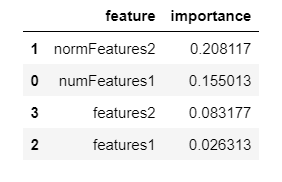 feature importance
1 normFeatures2 0.208117
0 numFeatures1 0.155013
3 features2 0.083177
2 features1 0.026313